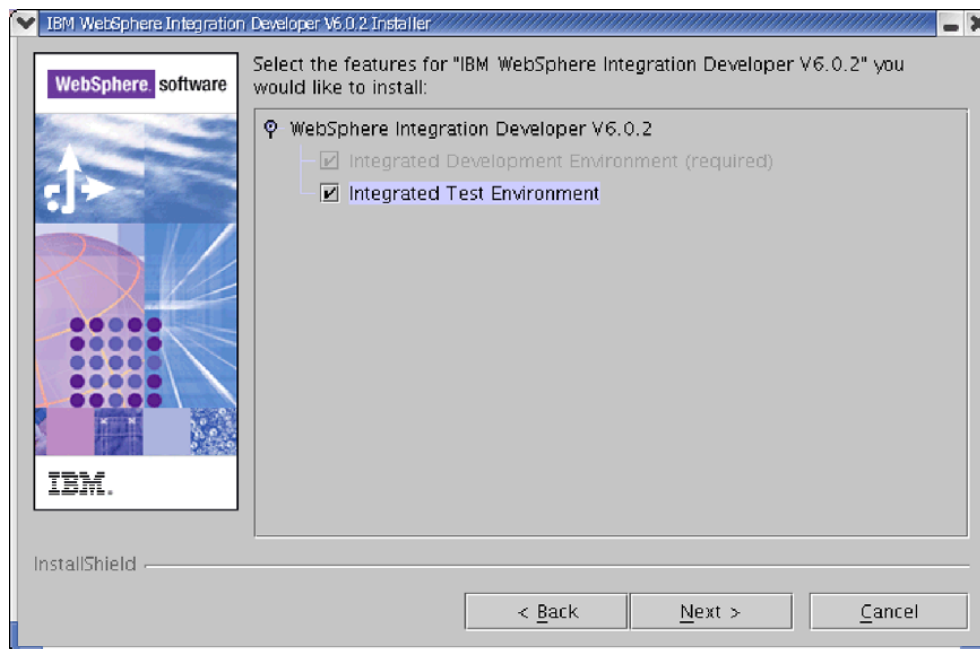 IBM WebSphere Integration Developer V6.0.2 Installer
WebSphere. software
Select the features for "IBM WebSphere Integration Developer V6.0.2" you
would like to install:
WebSphere Integration Developer V6.0.2
Integrated Development Environment (required)
Integrated Test Environment
IBM.
InstallShield
< Back
Next >
Cancel